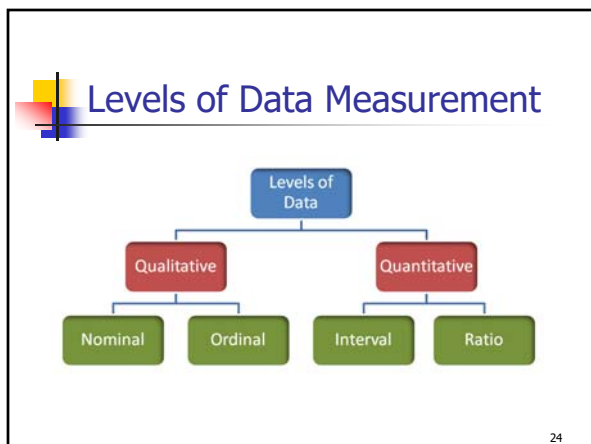 Levels of Data Measurement
Levels of
Data
Qualitative
Quantitative
Nominal
Ordinal
Interval
Ratio
24